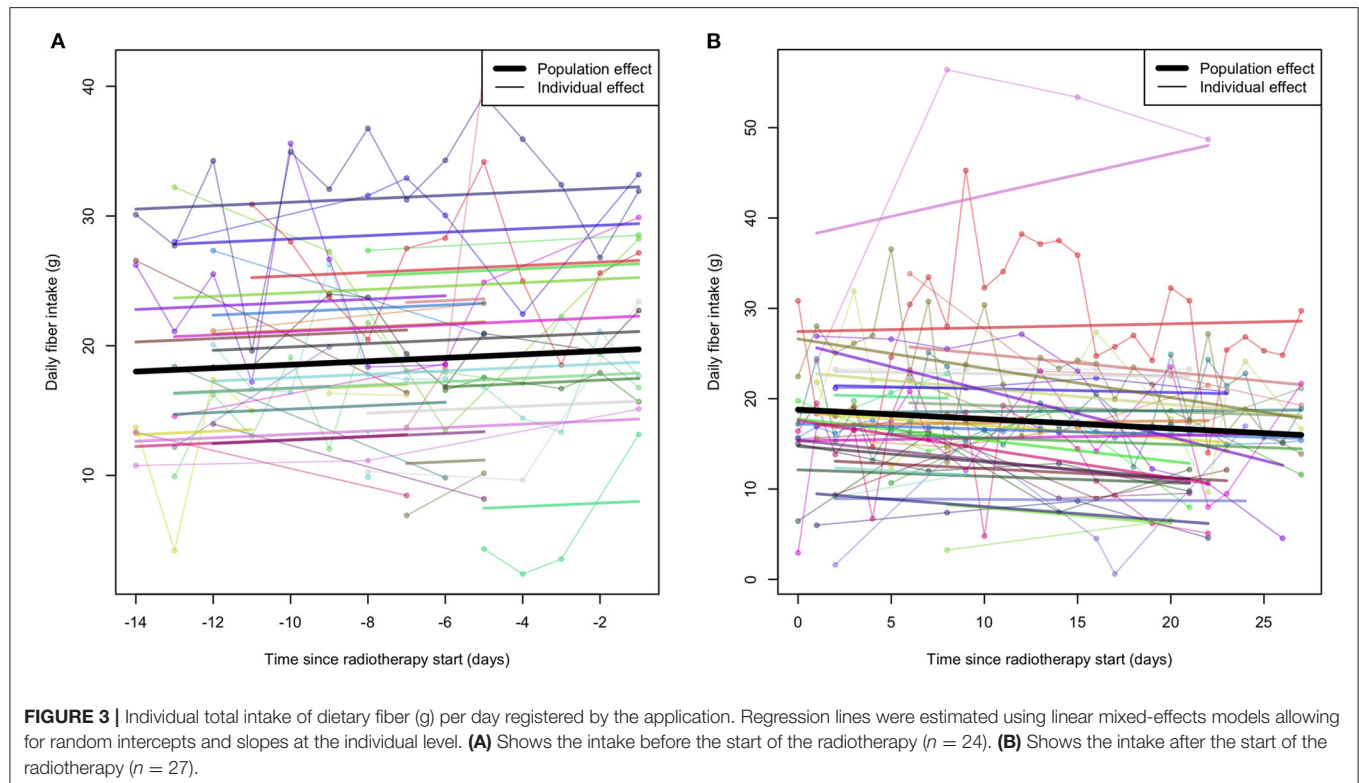 A
Population effect
Individual effect
Daily fiber intake (g)
40
30
20
10
-14
-12
-10
-8
-6
-4
-2
Time since radiotherapy start (days)
B
Population effect
Individual effect
Daily fiber intake (g)
50
40
30
20
10
0
0
5
10
15
20
25
Time since radiotherapy start (days)
FIGURE 3 | Individual total intake of dietary fiber (g) per day registered by the application. Regression lines were estimated using linear mixed-effects models allowing
for random intercepts and slopes at the individual level. (A) Shows the intake before the start of the radiotherapy (n = 24). (B) Shows the intake after the start of the
radiotherapy (n = 27).